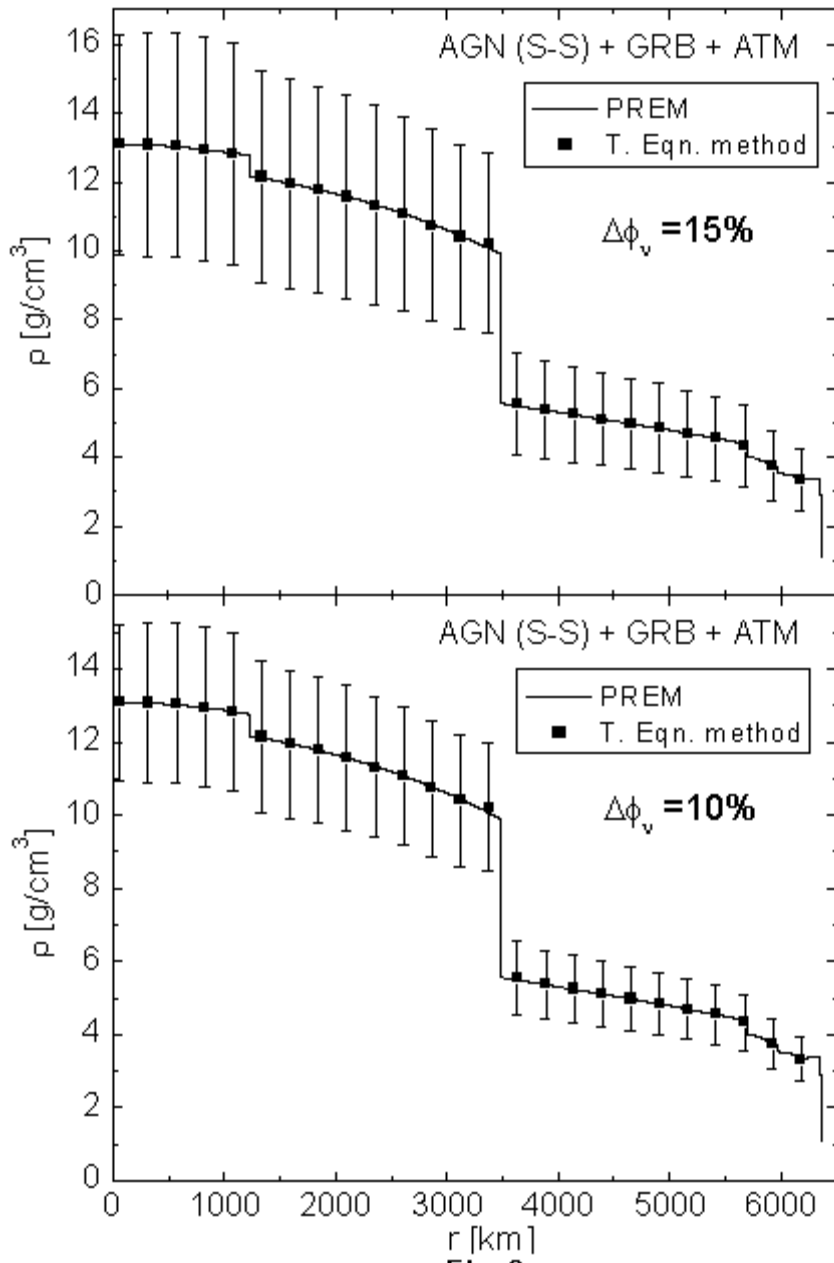 16
14
12
10
8
6
4
2
0
ρ [g/cm³]
AGN (S-S) + GRB + ATM
PREM
T. Eqn. method
Δϕᵥ =15%
14
12
10
8
6
4
2
0
ρ [g/cm³]
AGN (S-S) + GRB + ATM
PREM
T. Eqn. method
Δϕᵥ =10%
0 1000 2000 3000 4000 5000 6000
r [km]